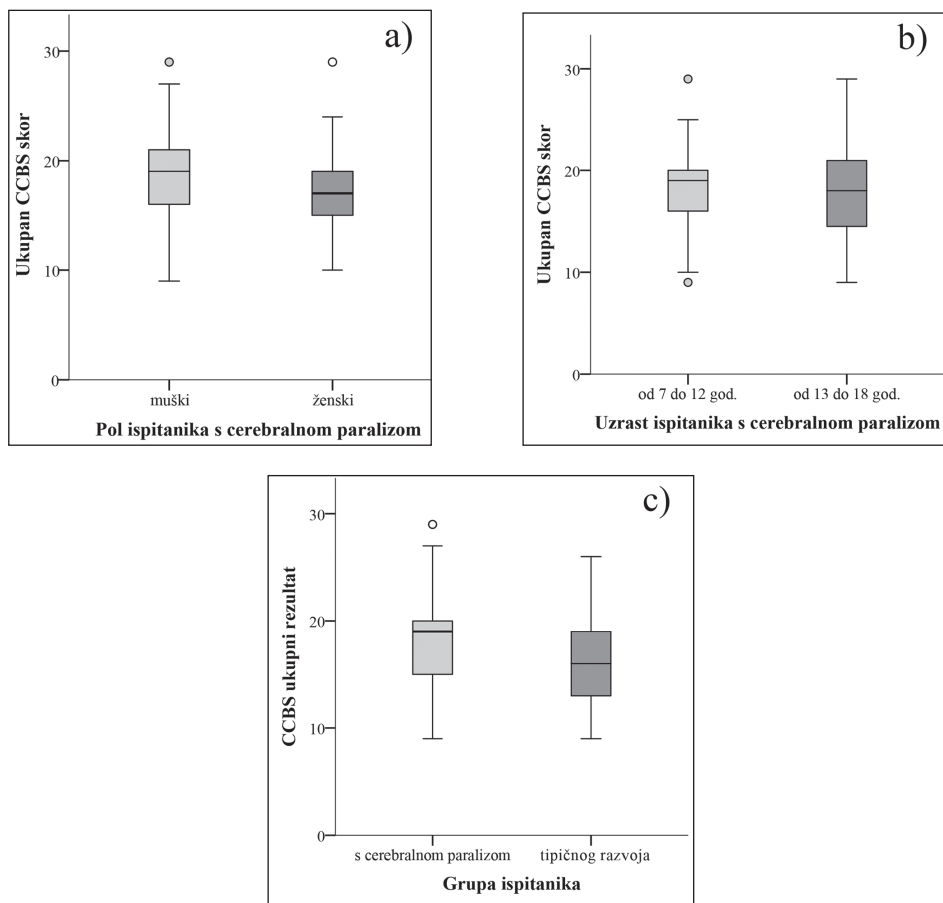 a)
Ukupan CCBS skor
30
20
10
0
muški ženski
Pol ispitanika s cerebralnom paralizom
b)
Ukupan CCBS skor
30
20
10
0
od 7 do 12 god. od 13 do 18 god.
Uzrast ispitanika s cerebralnom paralizom
c)
CCBS ukupni rezultat
30
20
10
0
s cerebralnom paralizom tipičnog razvoja
Grupa ispitanika